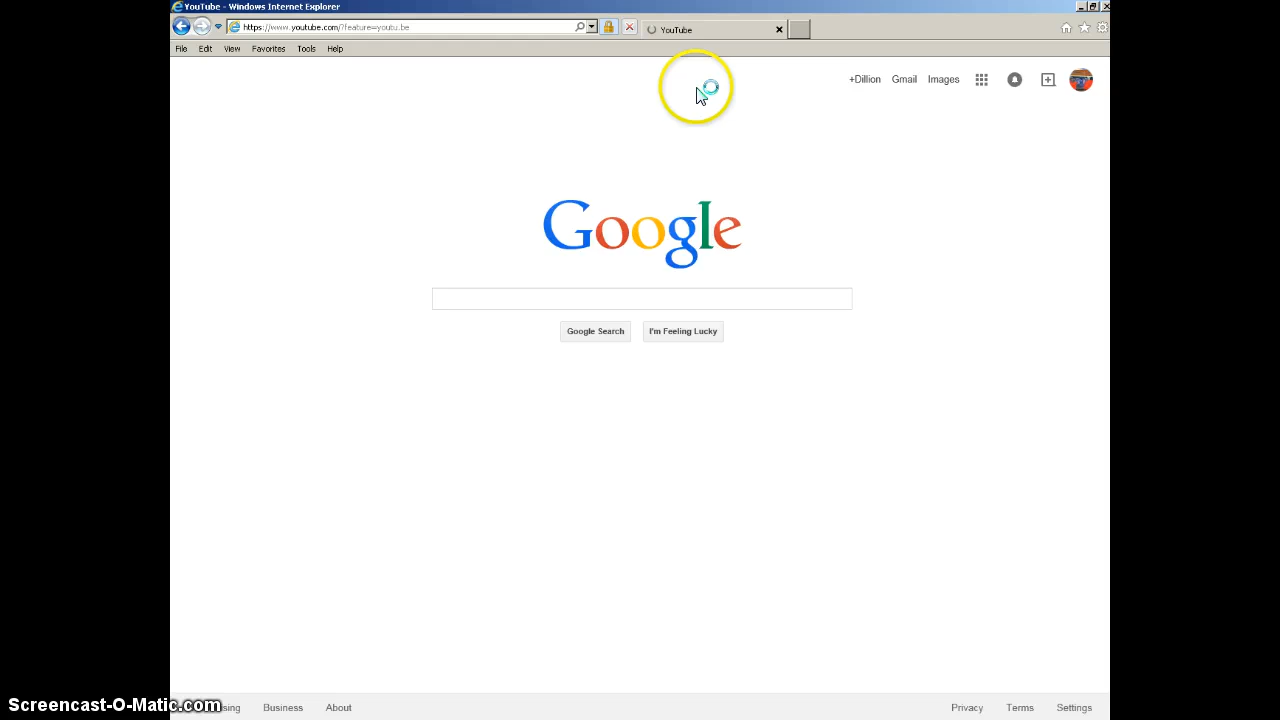 YouTube - Windows Internet Explorer
https://www.youtube.com/?feature=youtu.be
YouTube
File Edit View Favorites Tools Help
+Dillion Gmail Images
Google
Google Search I'm Feeling Lucky
Screencast-O-Matic.com
Business About Privacy Terms Settings